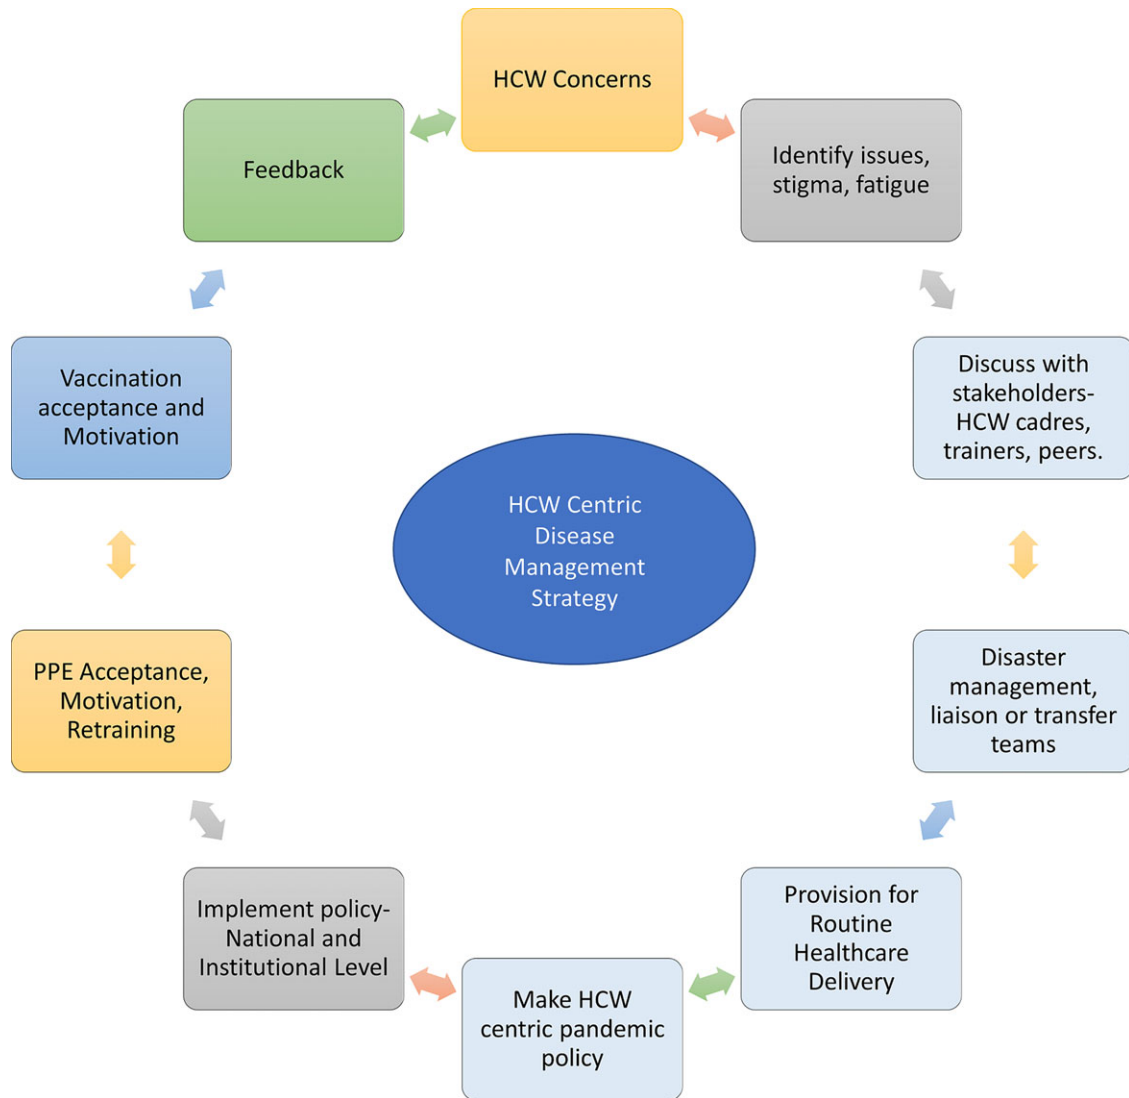 HCW Concerns
Identify issues,
stigma, fatigue
Discuss with
stakeholders-
HCW cadres,
trainers, peers.
Disaster
management,
liaison or transfer
teams
Provision for
Routine
Healthcare
Delivery
Make HCW
centric pandemic
policy
Implement policy-
National and
Institutional Level
PPE Acceptance,
Motivation,
Retraining
Vaccination
acceptance and
Motivation
Feedback
HCW Centric
Disease
Management
Strategy